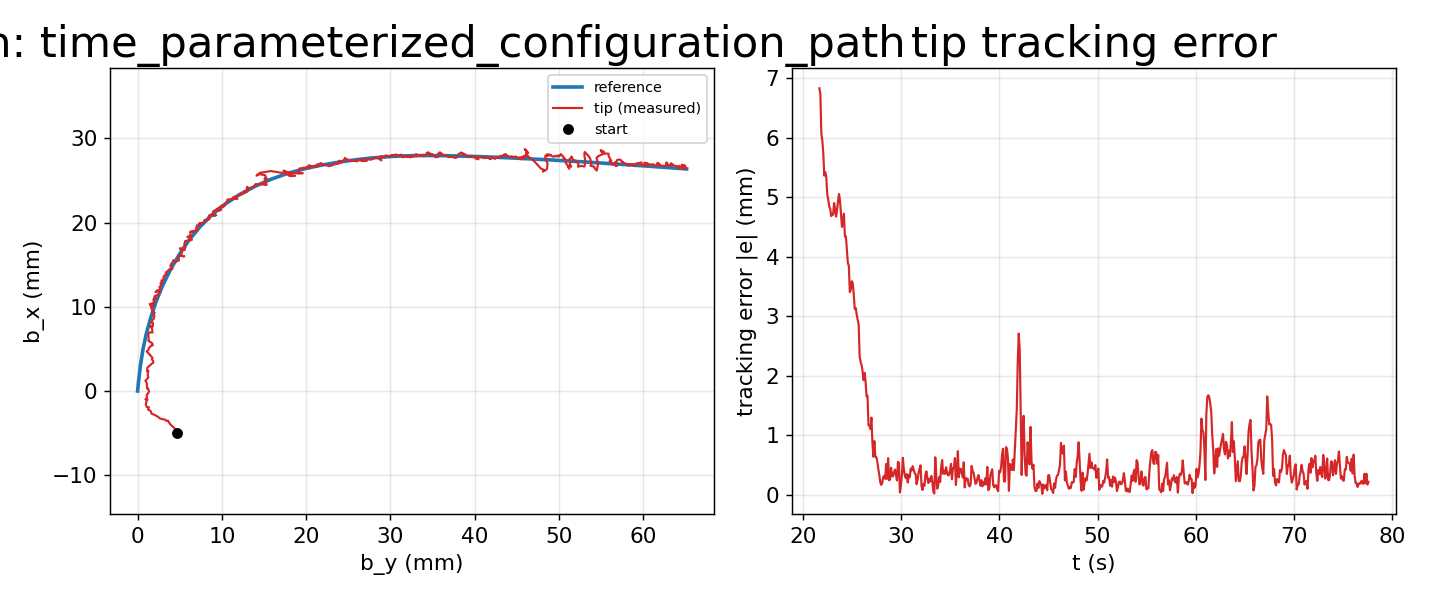 n: time_parameterized_configuration_path
tip tracking error
reference
tip (measured)
start
30
20
10
0
−10
b_x (mm)
0 10 20 30 40 50 60
b_y (mm)
7
6
5
4
3
2
1
0
tracking error |e| (mm)
20 30 40 50 60 70 80
t (s)